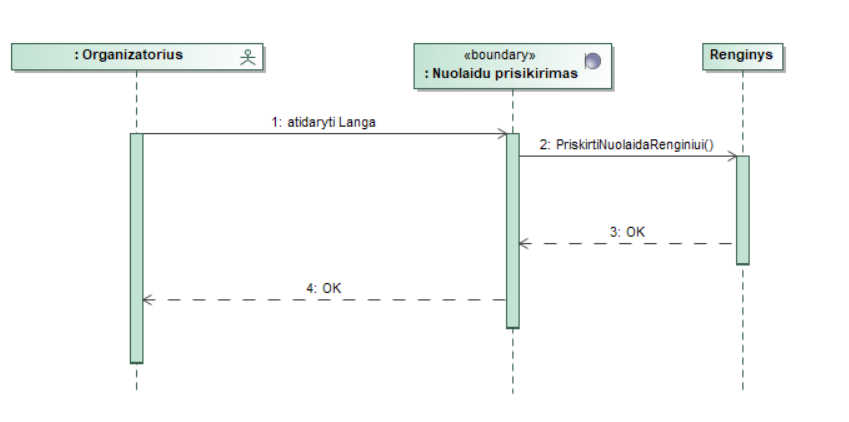 : Organizatorius
«boundary»
: Nuolaidu prisikirimas
Renginys
1: atidaryti Langa
2: PriskirtiNuolaidaRenginiui()
3: OK
4: OK